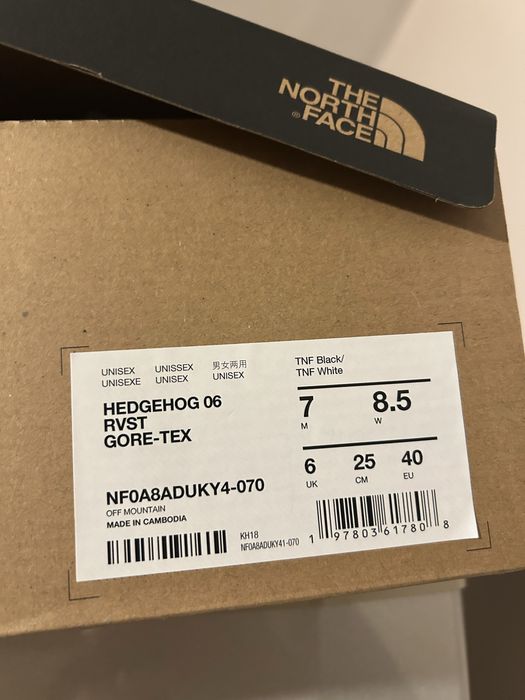 THE
NORTH
®FACE
UNISEX UNISSEX 男女两用
UNISEXE UNISEX UNISEX
HEDGEHOG 06
RVST
GORE-TEX
NF0A8ADUKY4-070
OFF MOUNTAIN
MADE IN CAMBODIA
KH18
NF0A8ADUKY41-070
TNF Black/
TNF White
7 8.5
M W
6 25 40
UK CM EU
1 97803 61780 8